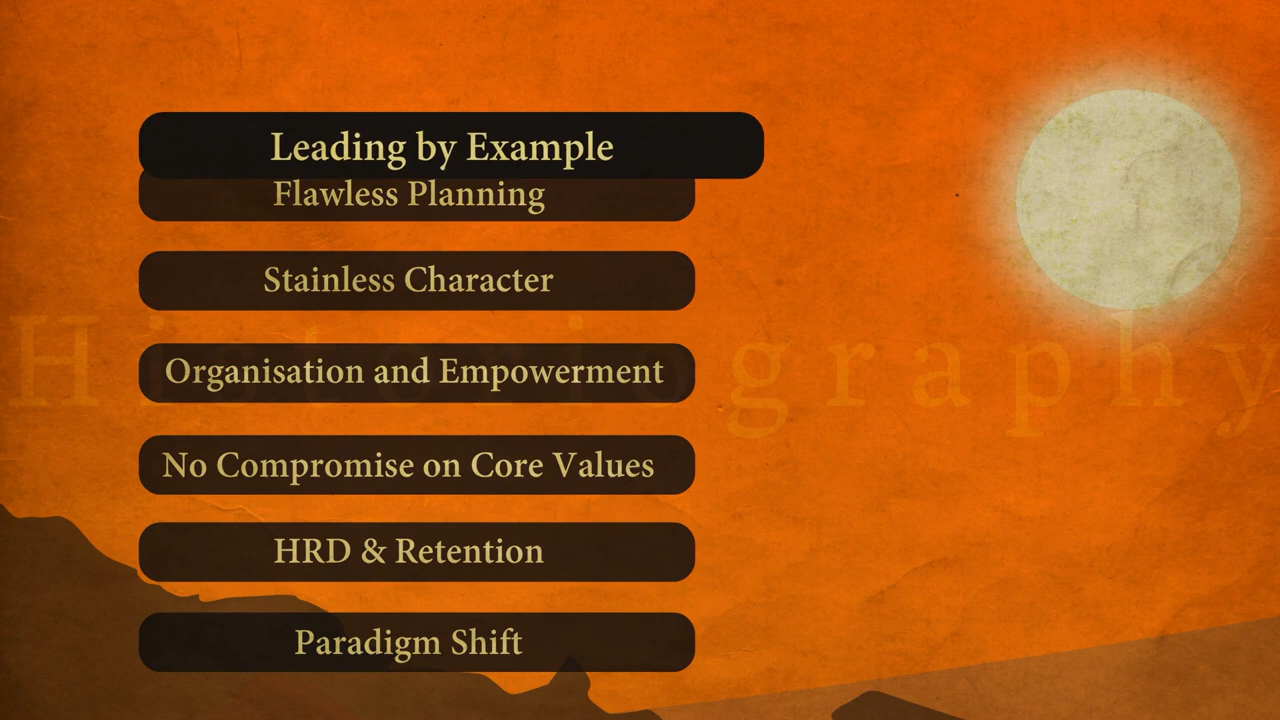 Leading by Example
Flawless Planning
Stainless Character
Historiography
Organisation and Empowerment
No Compromise on Core Values
HRD & Retention
Paradigm Shift